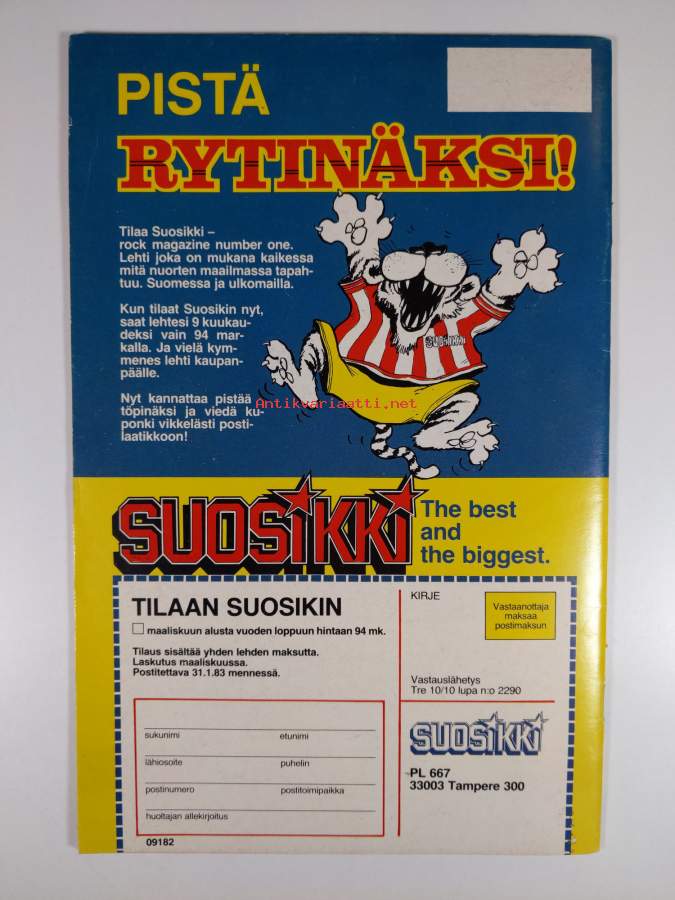 PISTÄ
RYTINÄKSI!
Tilaa Suosikki –
rock magazine number one.
Lehti joka on mukana kaikessa
mitä nuorten maailmassa tapah-
tuu. Suomessa ja ulkomailla.
Kun tilaat Suosikin nyt,
saat lehtesi 9 kuukau-
deksi vain 94 mar-
kalla. Ja vielä kym-
menes lehti kaupan-
päälle.
Nyt kannattaa pistää
töpinäksi ja viedä ku-
ponki vikkelästi posti-
laatikkoon!
SUOSIKKI
Antikvariaatti.net
SUOSIKKI
The best
and
the biggest.
TILAAN SUOSIKIN
maaliskuun alusta vuoden loppuun hintaan 94 mk.
Tilaus sisältää yhden lehden maksutta.
Laskutus maaliskuussa.
Postitettava 31.1.83 mennessä.
sukunimi etunimi
lähiosoite puhelin
postinumero postitoimipaikka
huoltajan allekirjoitus
09182
KIRJE
Vastaanottaja
maksaa
postimaksun
Vastauslähetys
Tre 10/10 lupa n:o 2290
SUOSIKKI
PL 667
33003 Tampere 300